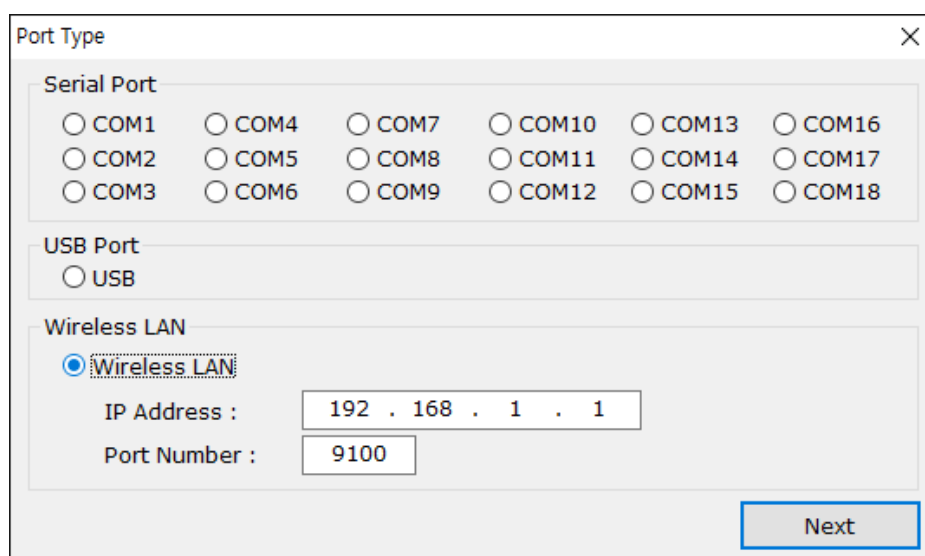 Port Type
Serial Port
COM1 COM4 COM7 COM10 COM13 COM16
COM2 COM5 COM8 COM11 COM14 COM17
COM3 COM6 COM9 COM12 COM15 COM18
USB Port
USB
Wireless LAN
Wireless LAN
IP Address : 192 . 168 . 1 . 1
Port Number : 9100
Next